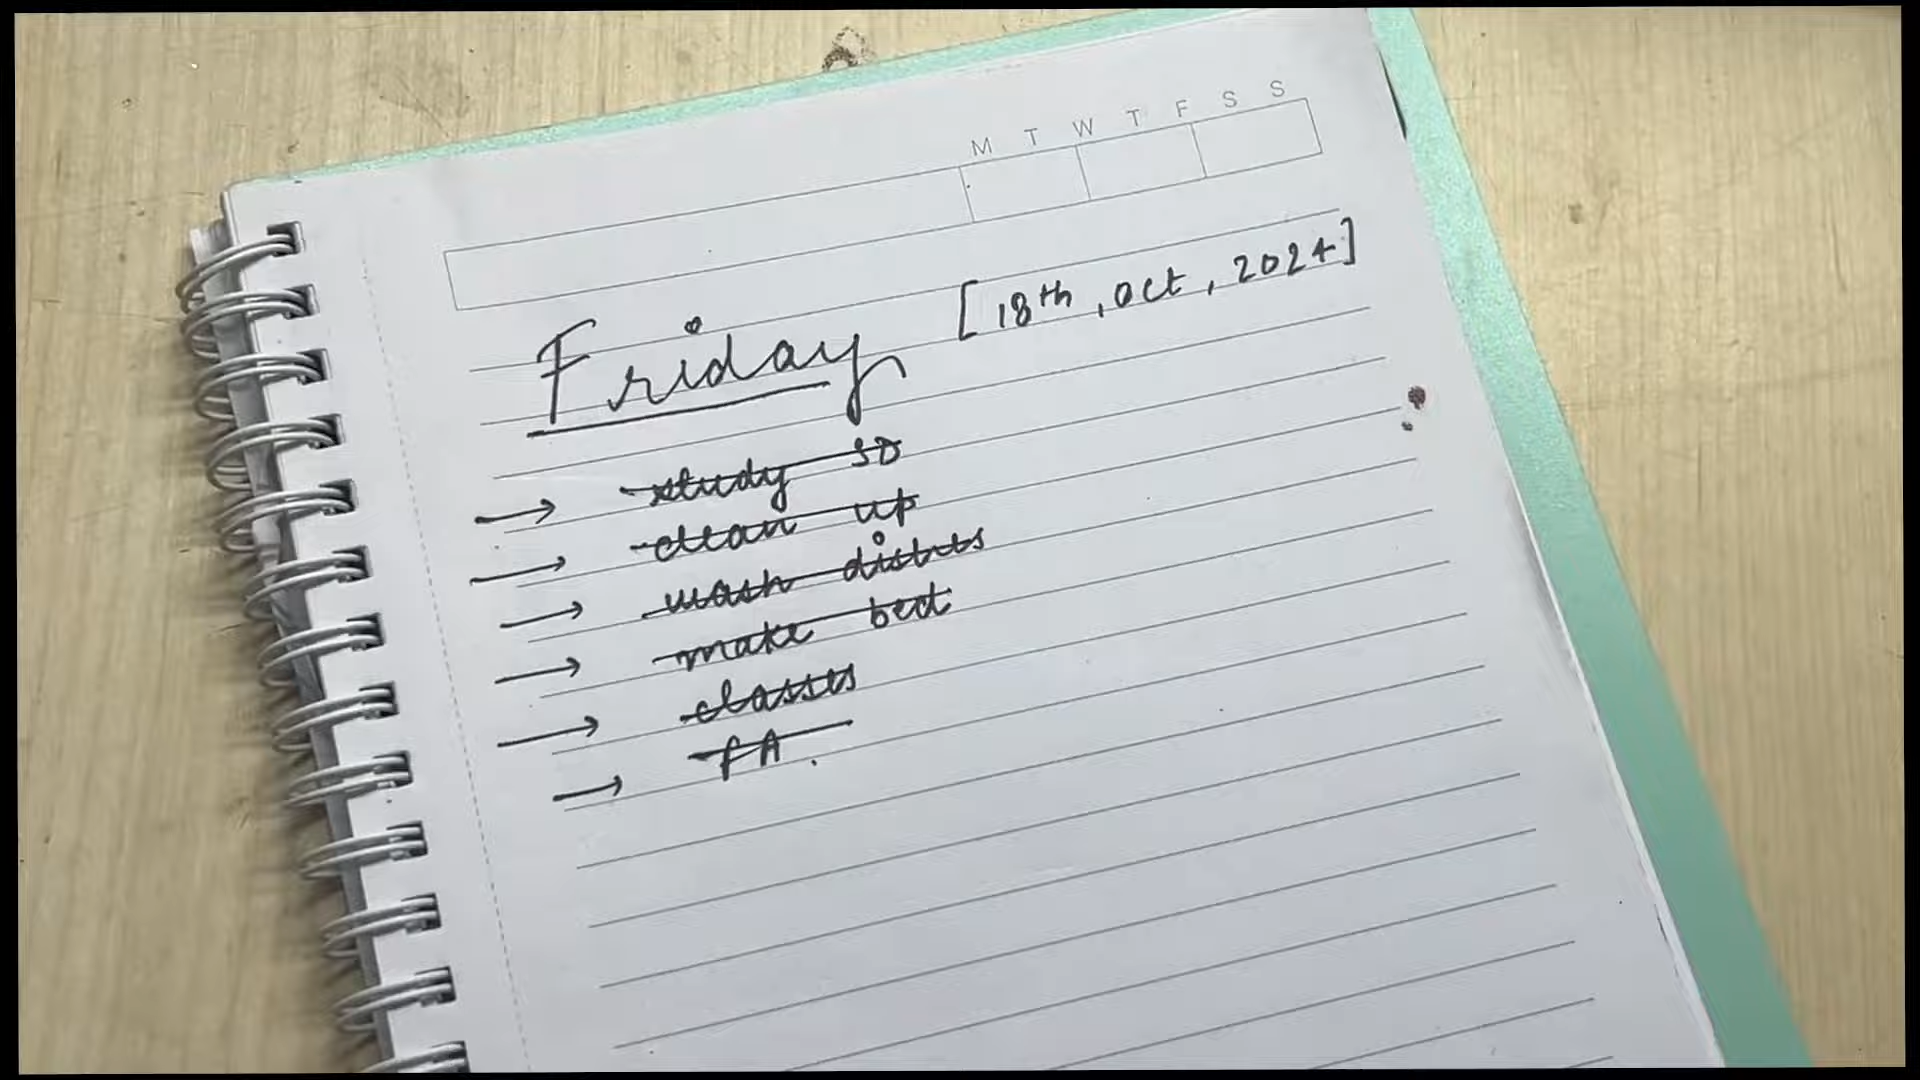 M T W T F S S
Friday [18th, oct, 2024]
→ study SD
→ clean up
→ wash dishes
→ make bed
→ classes
→ fA.